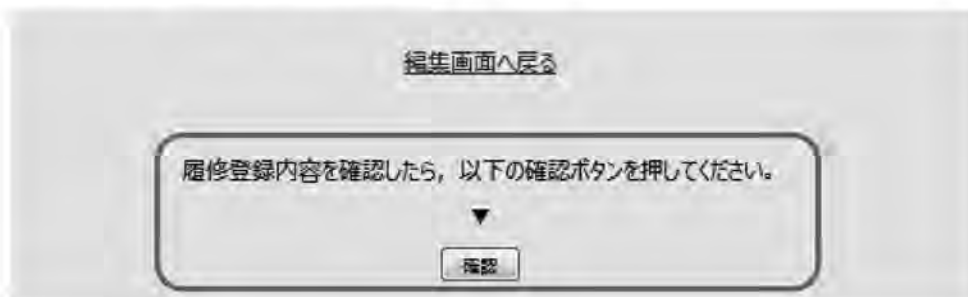 編集画面へ戻る
履修登録内容を確認したら，以下の確認ボタンを押してください。
▼
確認